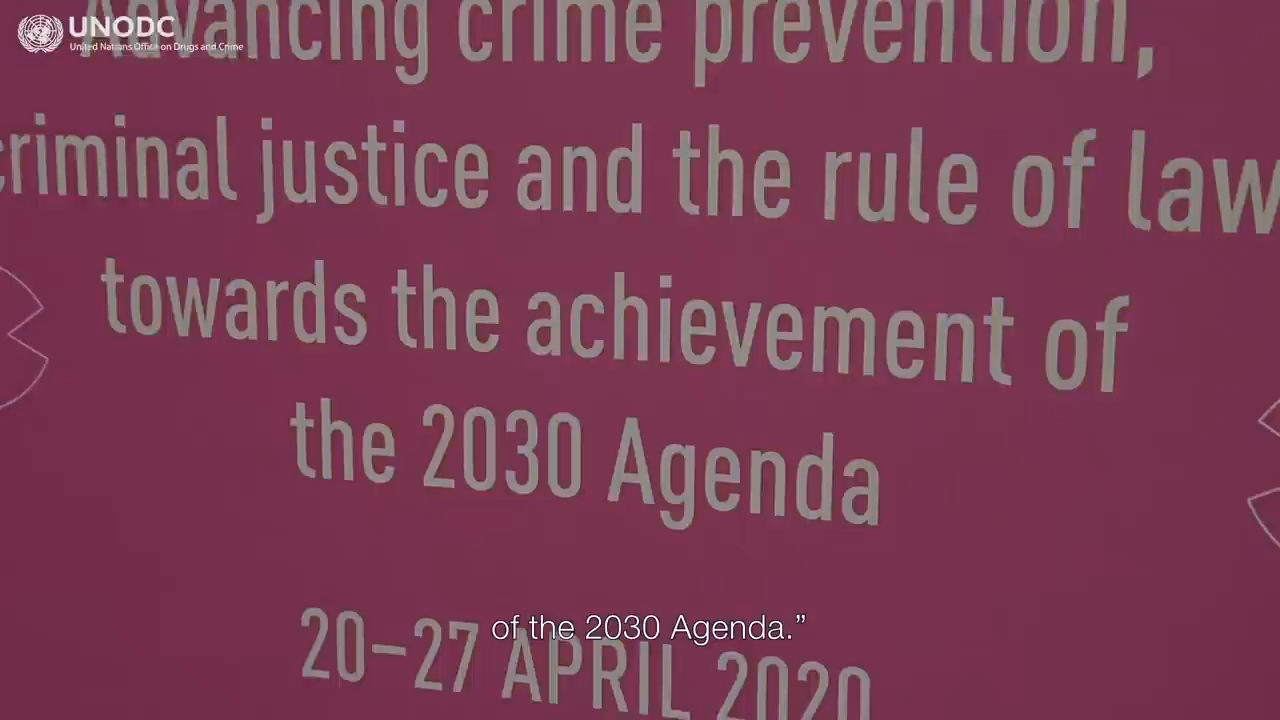 UNODC
United Nations Office on Drugs and Crime
Advancing crime prevention,
criminal justice and the rule of law
towards the achievement of
the 2030 Agenda
of the 2030 Agenda.”
20–27 APRIL 2020